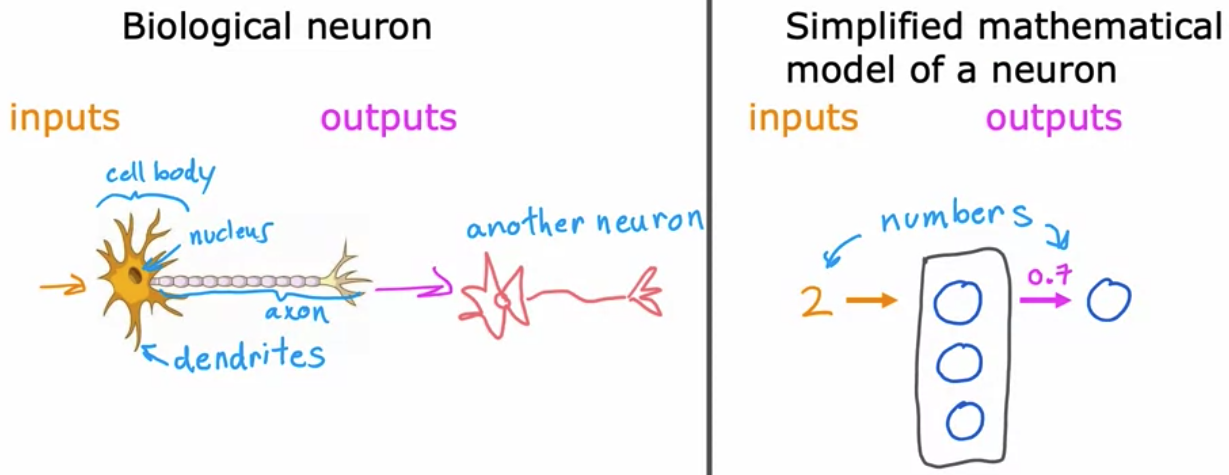 Biological neuron
inputs
outputs
cell body
nucleus
another neuron
axon
dendrites
Simplified mathematical
model of a neuron
inputs
outputs
numbers
2
0.7